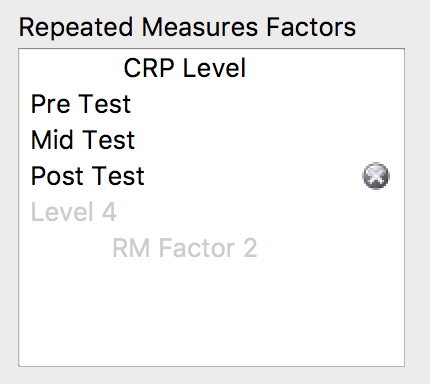 Repeated Measures Factors
CRP Level
Pre Test
Mid Test
Post Test
Level 4
RM Factor 2